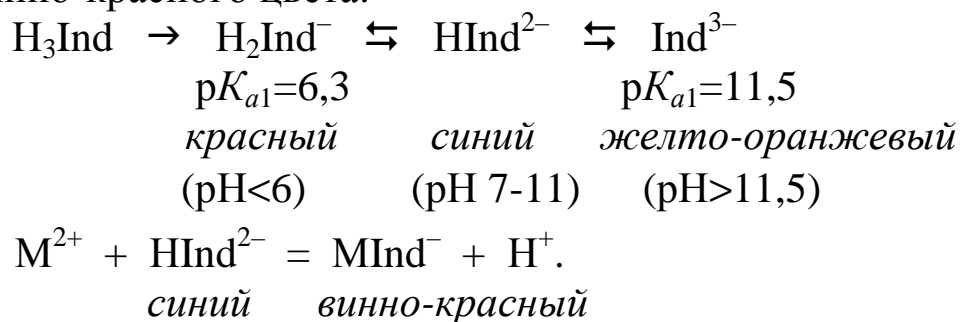 H₃Ind → H₂Ind⁻ ⇆ HInd²⁻ ⇆ Ind³⁻
pKₐ₁=6,3 pKₐ₁=11,5
красный синий желто-оранжевый
(pH<6) (pH 7-11) (pH>11,5)
M²⁺ + HInd²⁻ = MInd⁻ + H⁺.
синий винно-красный